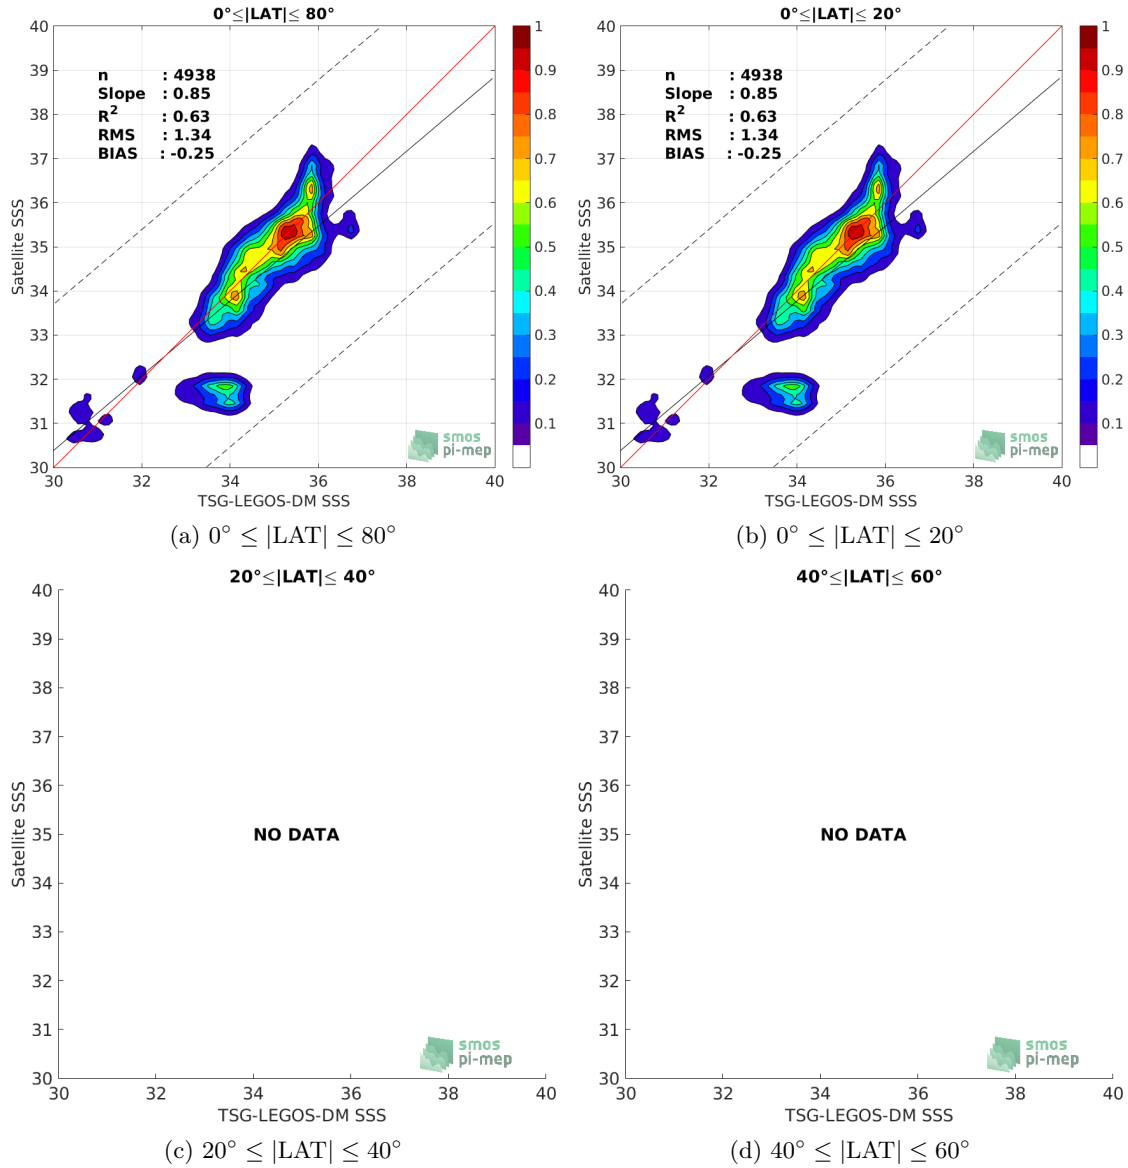 0°≤|LAT|≤ 80°
40
39
38
37
36
35
34
33
32
31
30
Satellite SSS
n : 4938
Slope : 0.85
R² : 0.63
RMS : 1.34
BIAS : -0.25
smos
pi-mep
30 32 34 36 38 40
TSG-LEGOS-DM SSS
1
0.9
0.8
0.7
0.6
0.5
0.4
0.3
0.2
0.1
(a) 0° ≤ |LAT| ≤ 80°
0°≤|LAT|≤ 20°
40
39
38
37
36
35
34
33
32
31
30
Satellite SSS
n : 4938
Slope : 0.85
R² : 0.63
RMS : 1.34
BIAS : -0.25
smos
pi-mep
30 32 34 36 38 40
TSG-LEGOS-DM SSS
1
0.9
0.8
0.7
0.6
0.5
0.4
0.3
0.2
0.1
(b) 0° ≤ |LAT| ≤ 20°
20°≤|LAT|≤ 40°
40
39
38
37
36
35
34
33
32
31
30
Satellite SSS
NO DATA
smos
pi-mep
30 32 34 36 38 40
TSG-LEGOS-DM SSS
(c) 20° ≤ |LAT| ≤ 40°
40°≤|LAT|≤ 60°
40
39
38
37
36
35
34
33
32
31
30
Satellite SSS
NO DATA
smos
pi-mep
30 32 34 36 38 40
TSG-LEGOS-DM SSS
(d) 40° ≤ |LAT| ≤ 60°